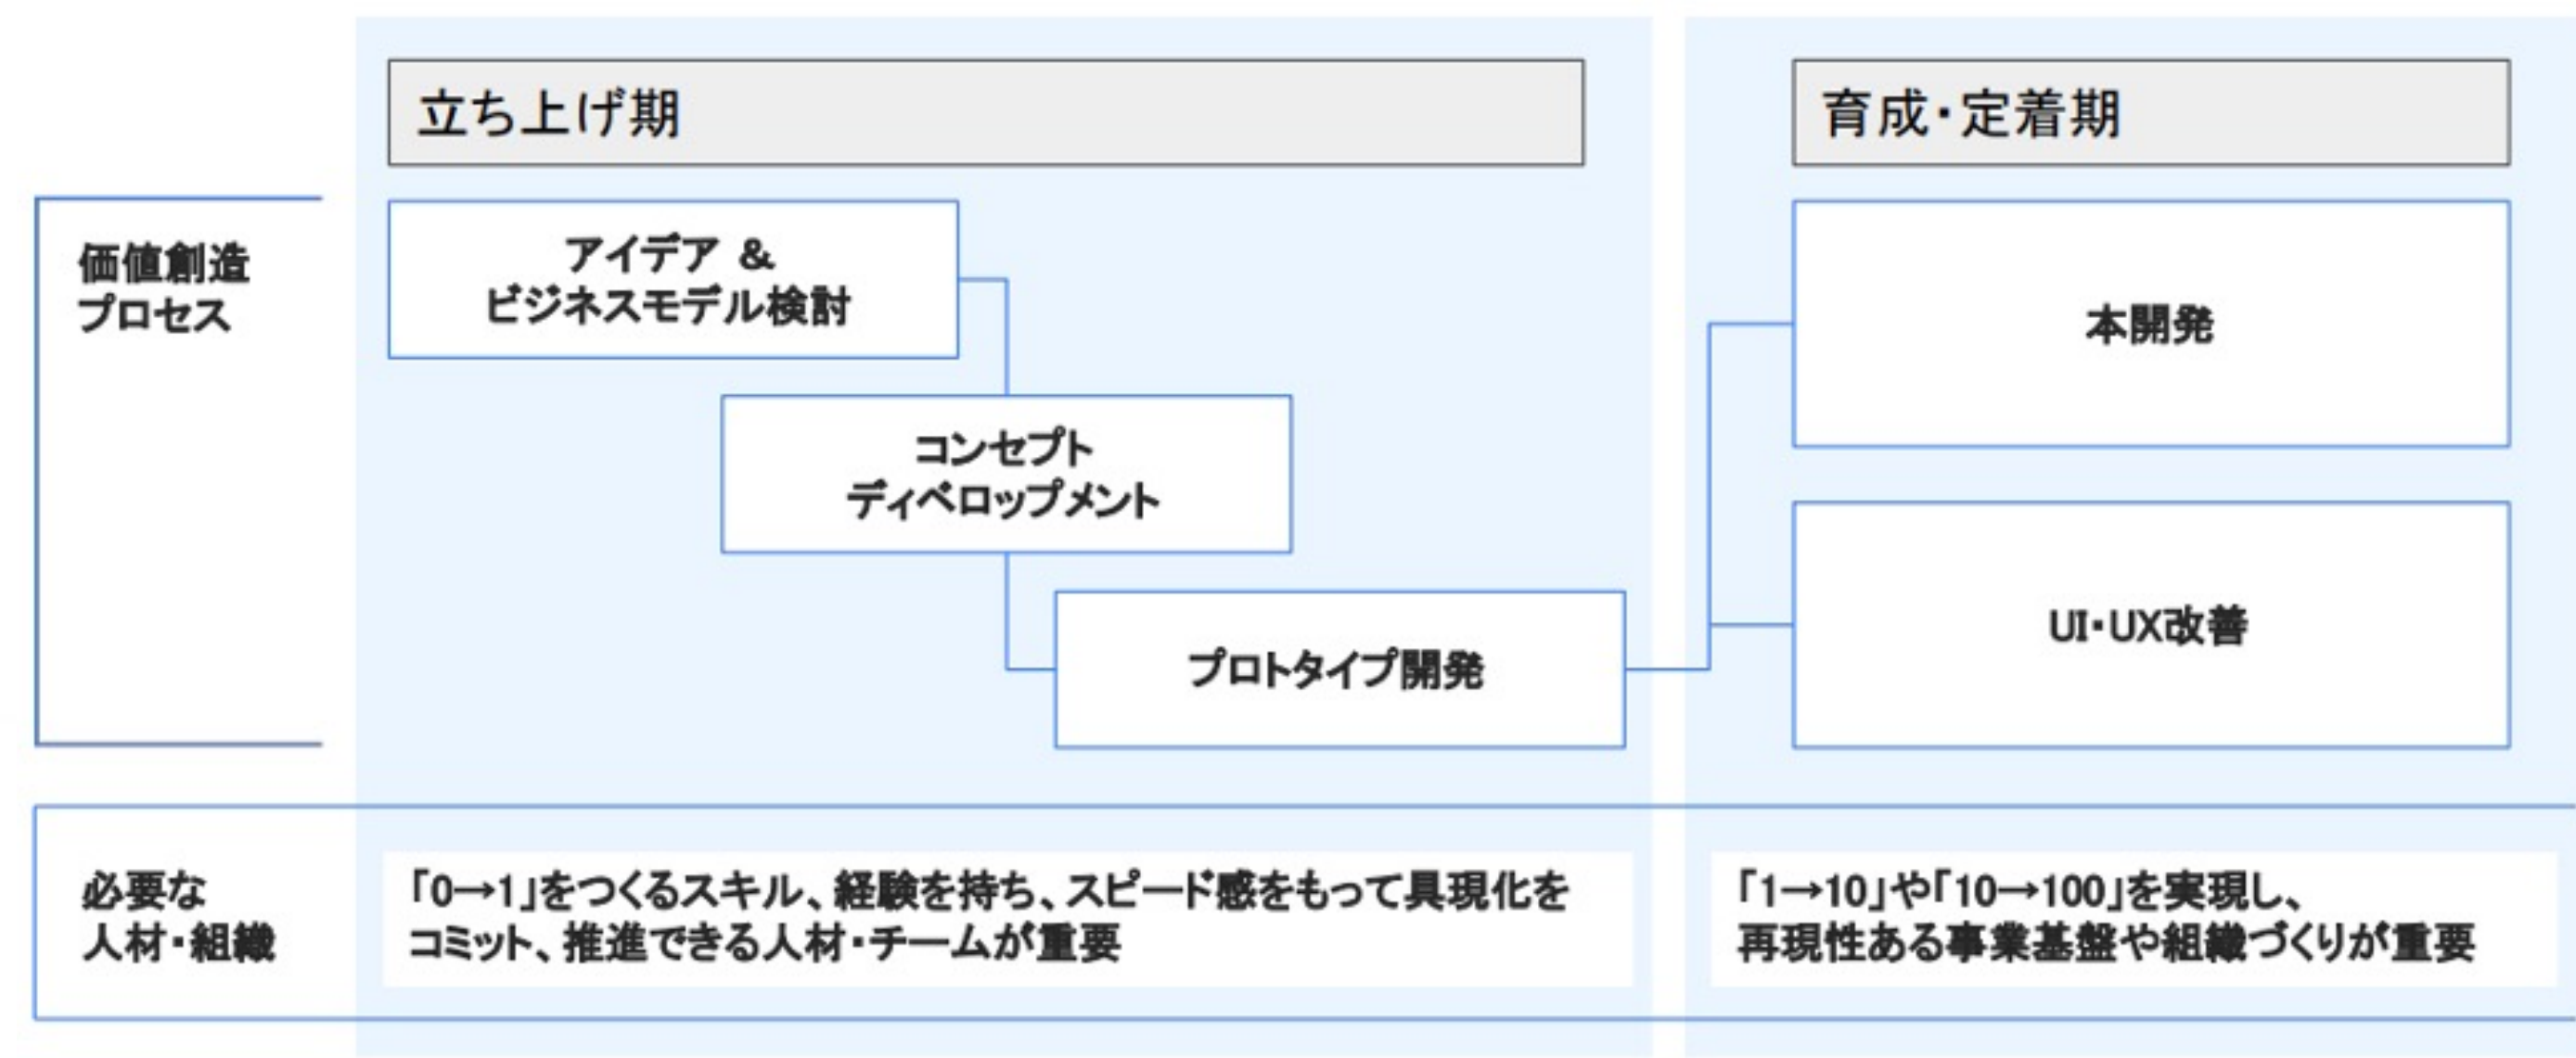 立ち上げ期
育成・定着期
価値創造
プロセス
アイデア ＆
ビジネスモデル検討
コンセプト
ディベロップメント
プロトタイプ開発
本開発
UI・UX改善
必要な
人材・組織
「0→1」をつくるスキル、経験を持ち、スピード感をもって具現化を
コミット、推進できる人材・チームが重要
「1→10」や「10→100」を実現し、
再現性ある事業基盤や組織づくりが重要